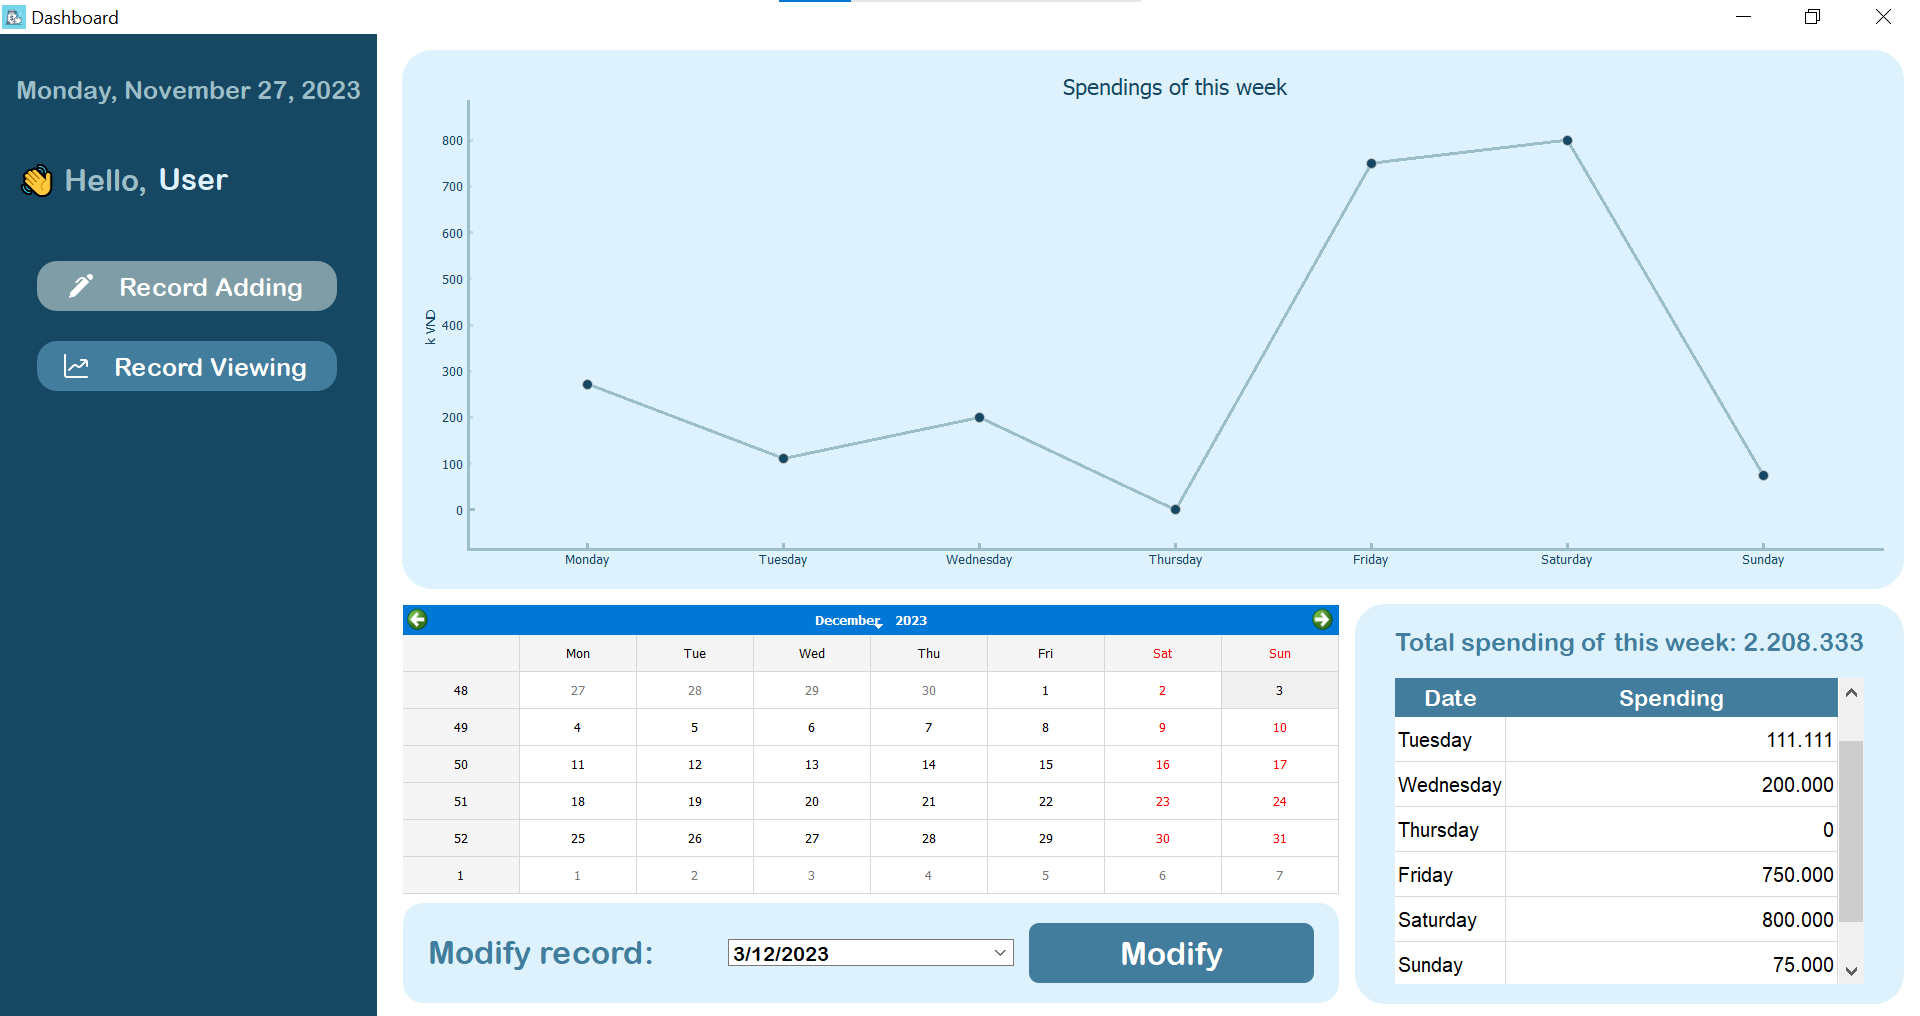 Dashboard
Monday, November 27, 2023
Hello, User
Record Adding
Record Viewing
Spendings of this week
k VND
800
700
600
500
400
300
200
100
0
Monday Tuesday Wednesday Thursday Friday Saturday Sunday
December, 2023
Mon Tue Wed Thu Fri Sat Sun
48 27 28 29 30 1 2 3
49 4 5 6 7 8 9 10
50 11 12 13 14 15 16 17
51 18 19 20 21 22 23 24
52 25 26 27 28 29 30 31
1 1 2 3 4 5 6 7
Modify record: 3/12/2023 Modify
Total spending of this week: 2.208.333
Date Spending
Tuesday 111.111
Wednesday 200.000
Thursday 0
Friday 750.000
Saturday 800.000
Sunday 75.000